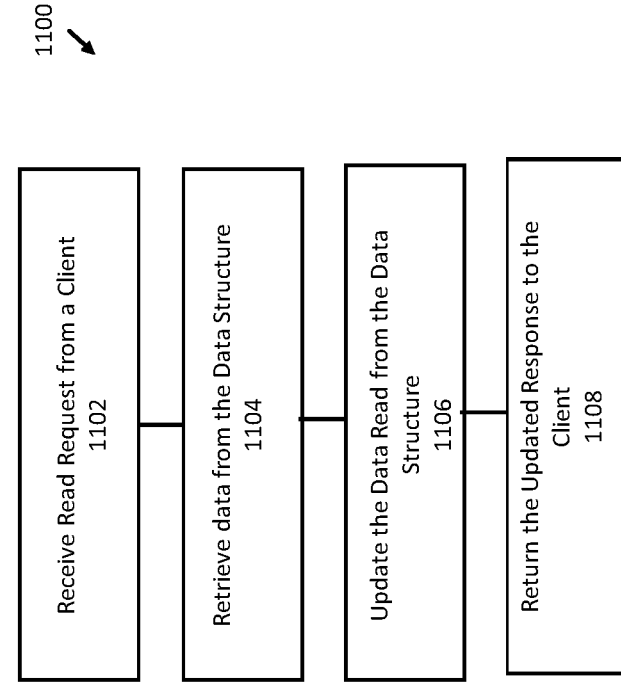 1100
Receive Read Request from a Client
1102
Retrieve data from the Data Structure
1104
Update the Data Read from the Data
Structure
1106
Return the Updated Response to the
Client
1108